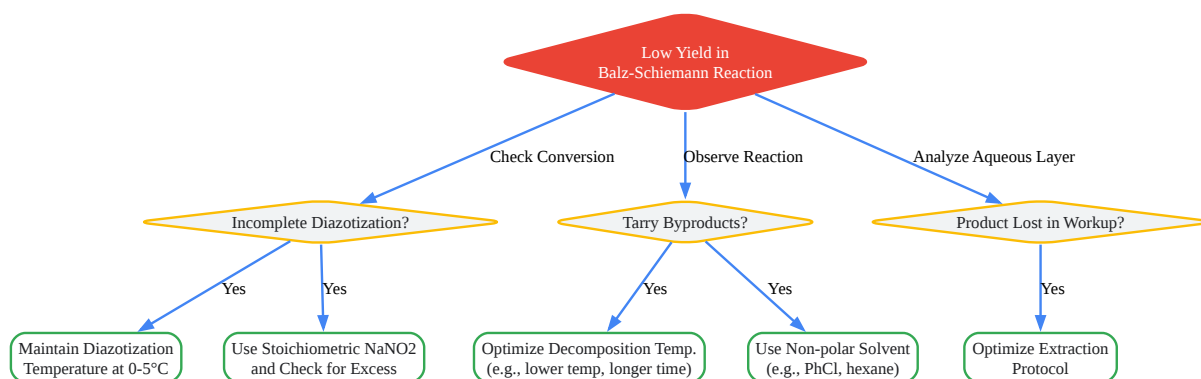 Low Yield in
Balz-Schiemann Reaction
Check Conversion
Observe Reaction
Analyze Aqueous Layer
Incomplete Diazotization?
Tarry Byproducts?
Product Lost in Workup?
Yes
Yes
Yes
Yes
Yes
Maintain Diazotization
Temperature at 0-5°C
Use Stoichiometric NaNO2
and Check for Excess
Optimize Decomposition Temp.
(e.g., lower temp, longer time)
Use Non-polar Solvent
(e.g., PhCl, hexane)
Optimize Extraction
Protocol